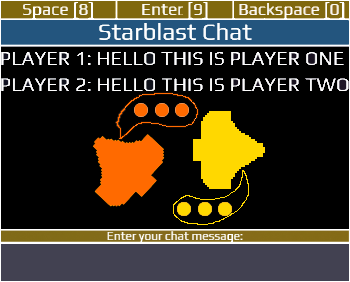 Space [8] Enter [9] Backspace [0]
Starblast Chat
PLAYER 1: HELLO THIS IS PLAYER ONE
PLAYER 2: HELLO THIS IS PLAYER TWO
Enter your chat message: